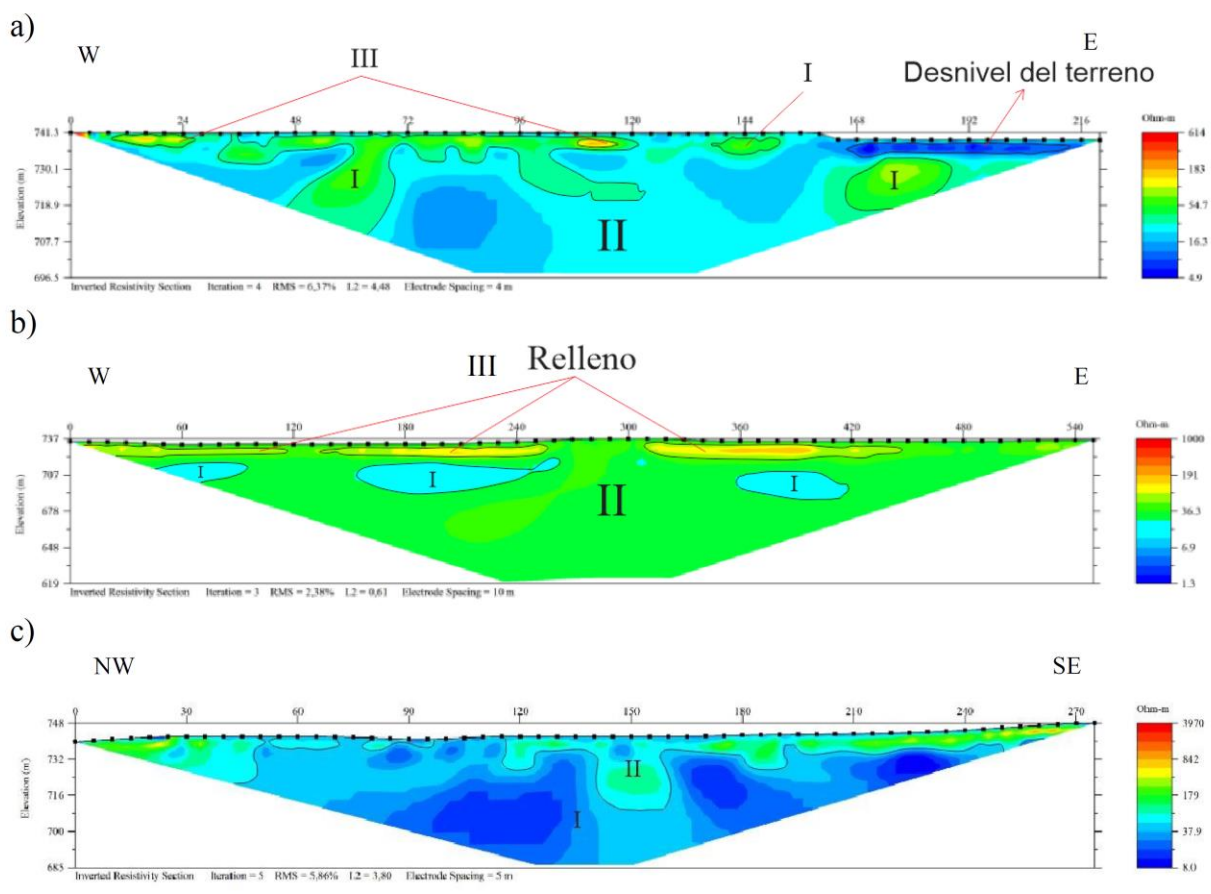 a)
W
E
III
I
Desnivel del terreno
0 24 48 72 96 120 144 168 192 216
Ohm-m
741.3
730.1
718.9
707.7
696.5
Elevation (m)
I
II
I
614
183
54.7
16.3
4.9
Inverted Resistivity Section Iteration = 4 RMS = 6,37% L2 = 4,48 Electrode Spacing = 4 m
b)
W
III Relleno
E
0 60 120 180 240 300 360 420 480 540
Ohm-m
737
707
678
648
619
Elevation (m)
I
I
II
I
1000
191
36.3
6.9
1.3
Inverted Resistivity Section Iteration = 3 RMS = 2,38% L2 = 0,61 Electrode Spacing = 10 m
c)
NW
SE
0 30 60 90 120 150 180 210 240 270
Ohm-m
748
732
716
700
685
Elevation (m)
II
I
3970
842
179
37.9
8.0
Inverted Resistivity Section Iteration = 5 RMS = 5,86% L2 = 3,80 Electrode Spacing = 5 m